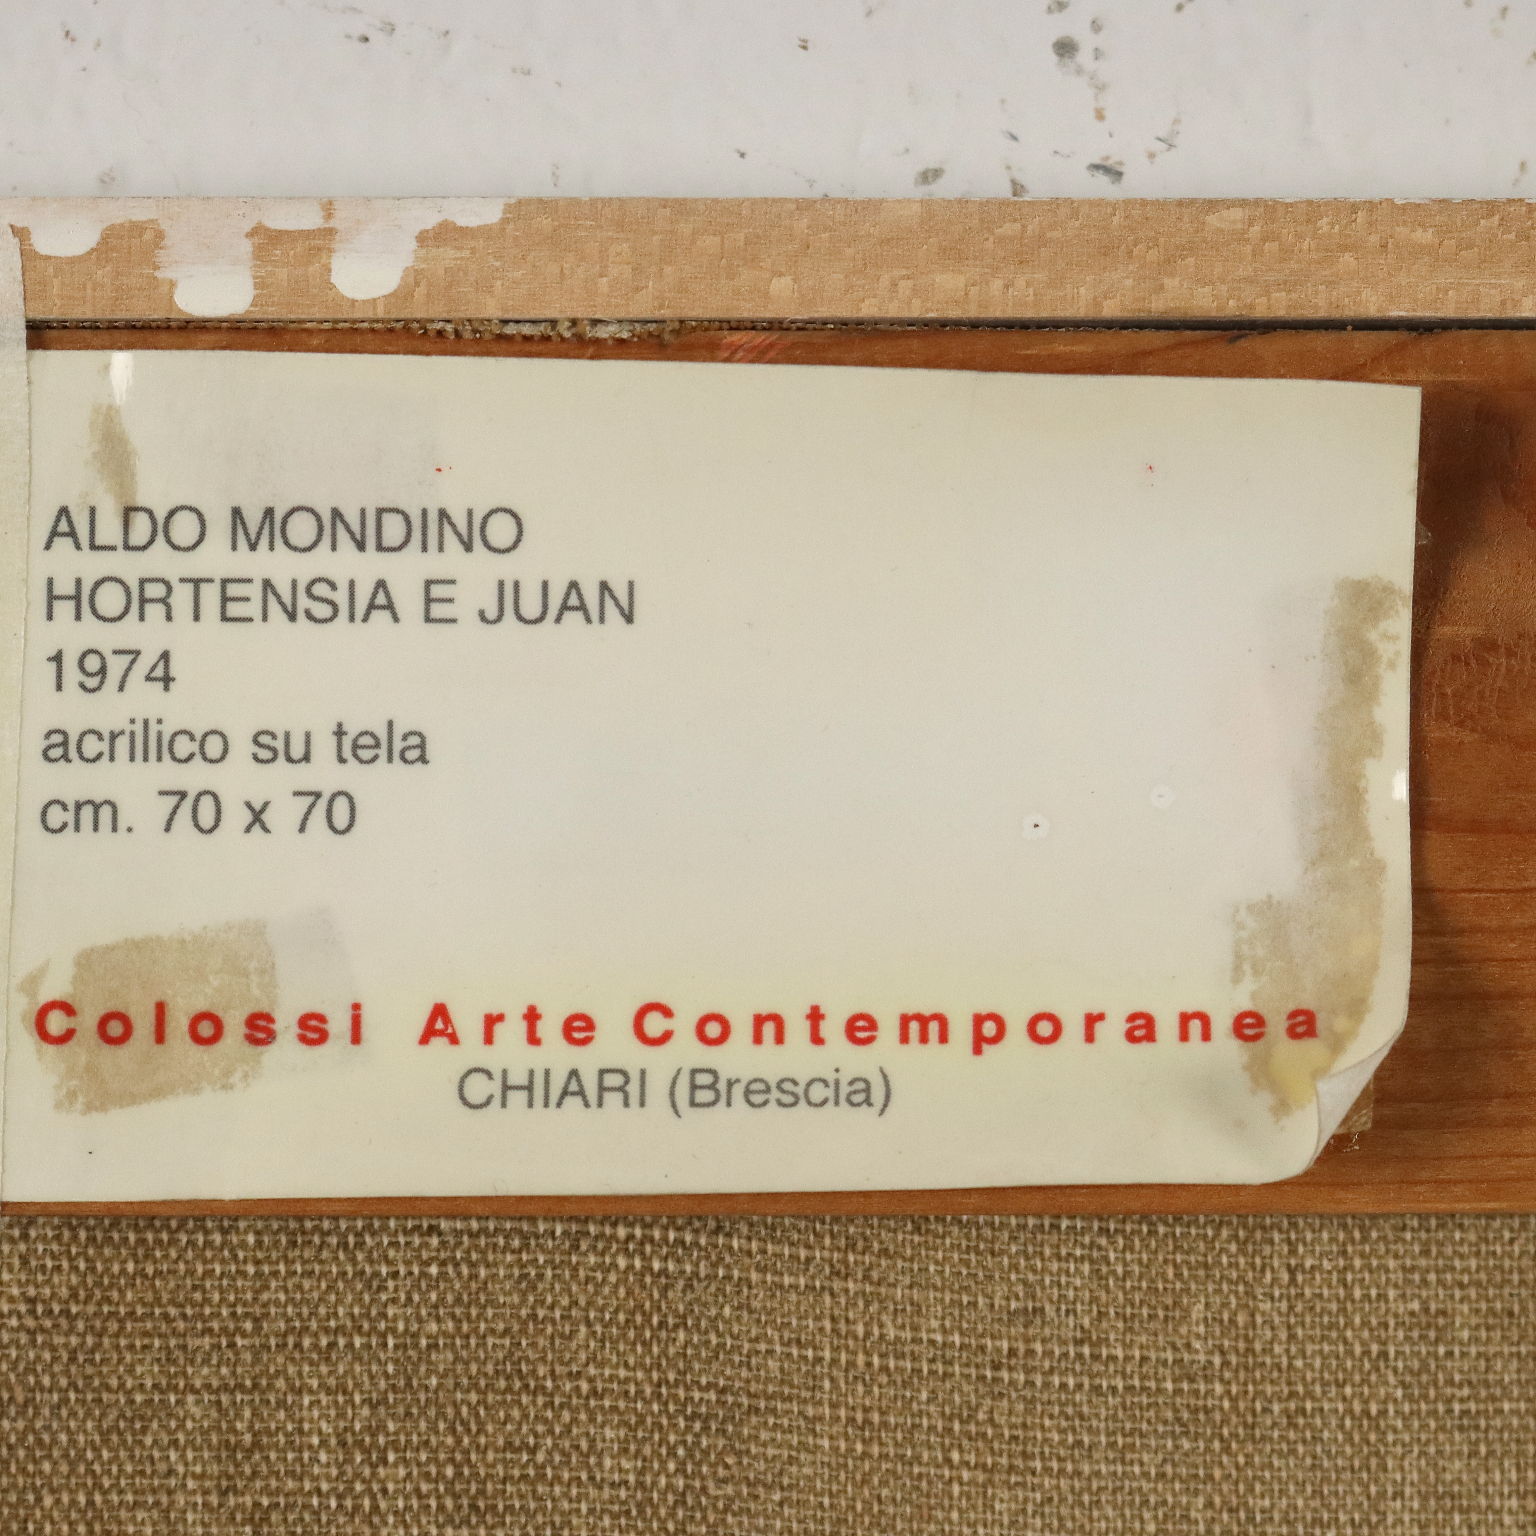 ALDO MONDINO
HORTENSIA E JUAN
1974
acrilico su tela
cm. 70 x 70
Colossi Arte Contemporanea
CHIARI (Brescia)